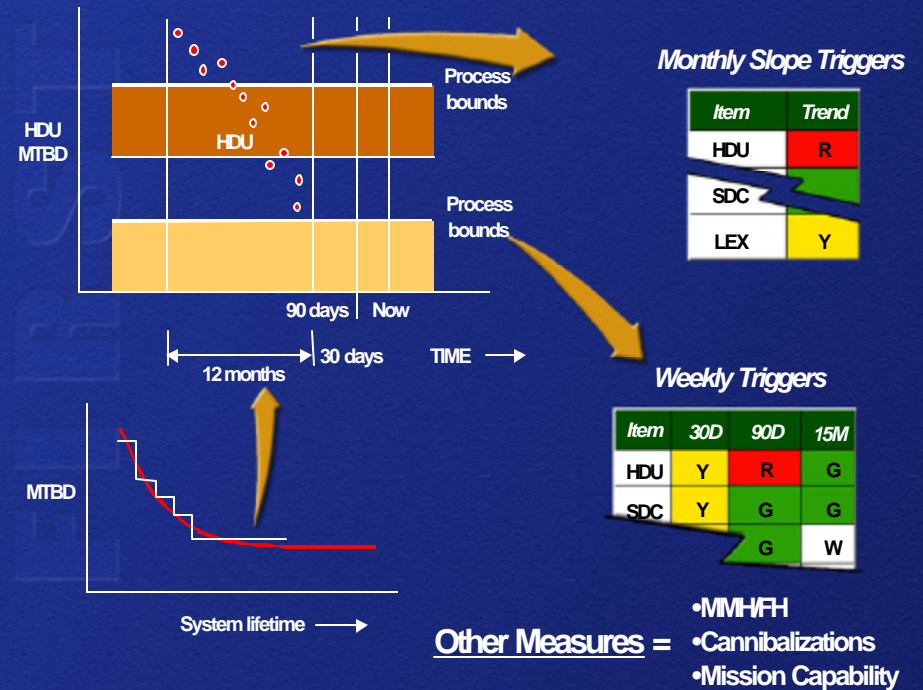 Monthly Slope Triggers
Process
bounds
HDU
MTBD
HDU
Item Trend
HDU R
SDC
LEX Y
Process
bounds
90 days Now
30 days TIME
12 months
Weekly Triggers
Item 30D 90D 15M
HDU Y R G
SDC Y G G
G W
MTBD
System lifetime
Other Measures =
•MMH/FH
•Cannibalizations
•Mission Capability